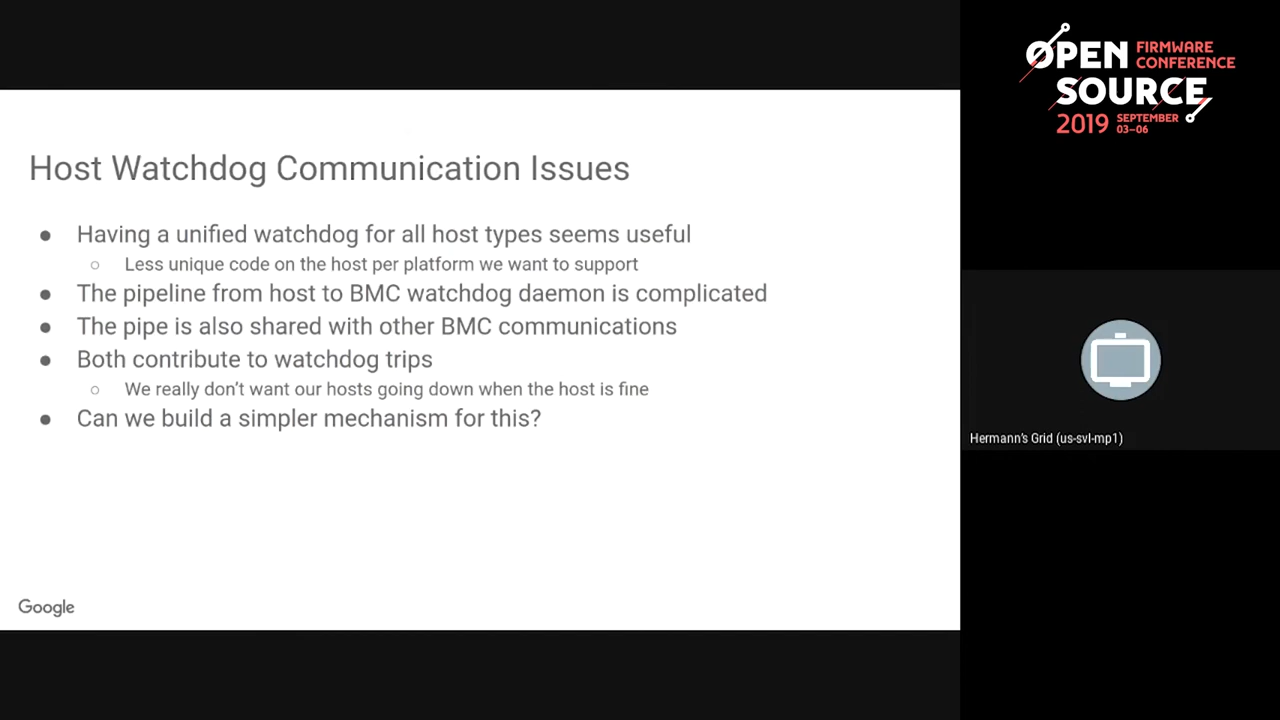 Host Watchdog Communication Issues
● Having a unified watchdog for all host types seems useful
○ Less unique code on the host per platform we want to support
● The pipeline from host to BMC watchdog daemon is complicated
● The pipe is also shared with other BMC communications
● Both contribute to watchdog trips
○ We really don't want our hosts going down when the host is fine
● Can we build a simpler mechanism for this?
Google
OPEN FIRMWARE
CONFERENCE
SOURCE
2019 SEPTEMBER
03–06
Hermann's Grid (us-svl-mp1)